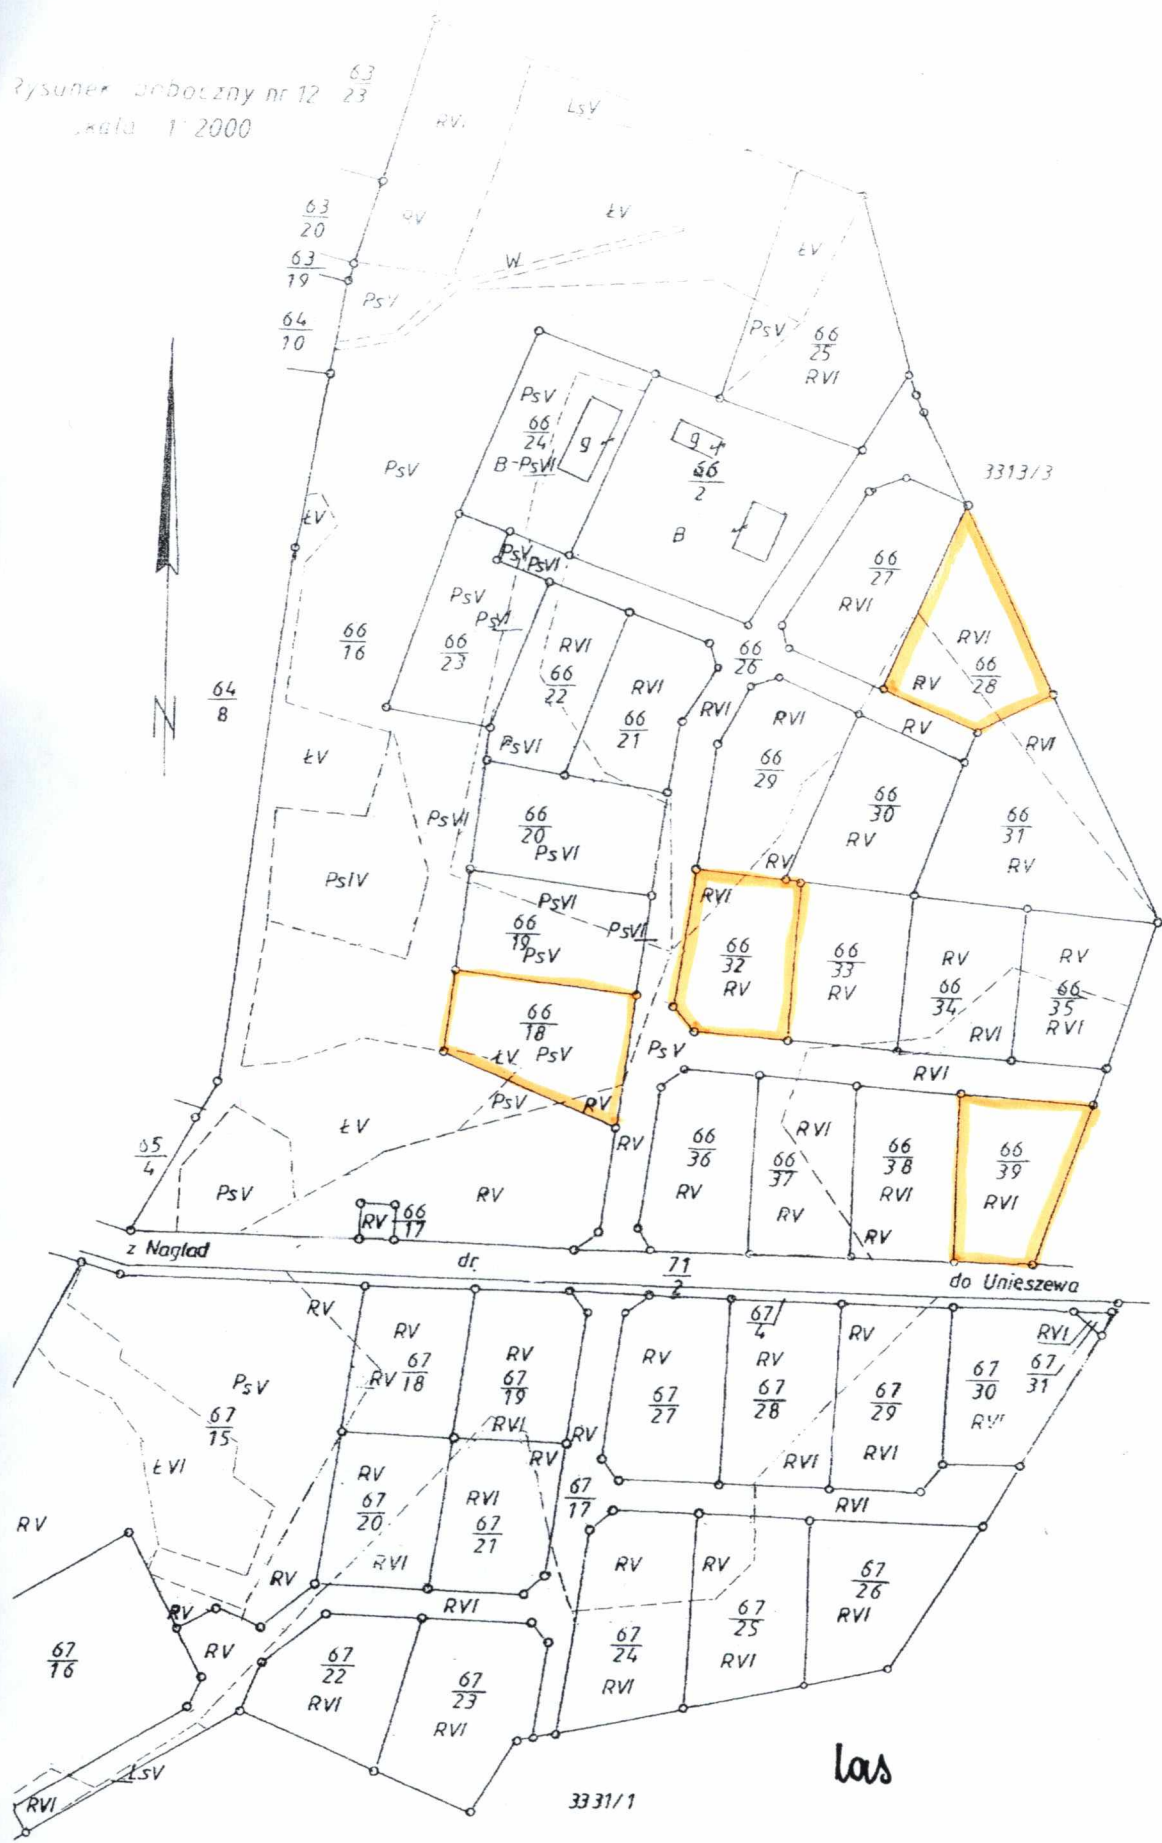 63
23
nr 12
1:2000
RVI
LsV
63
20
RV
ŁV
63
19
W
ŁV
PsV
64
10
PsV
66
25
RVI
PsV
66
24
g
g
PsV
B-PsVI
66
2
3313/3
ŁV
B
PsV
PsVI
66
27
PsV
RVI
PsVI
66
16
66
23
RVI
66
26
RVI
66
28
66
22
RVI
RV
64
8
RVI
RVI
66
21
RV
RVI
ŁV
PsVI
66
29
66
30
66
31
PsVI
66
20
RV
PsVI
RV
RV
PsIV
PsVI
RVI
66
19
PsVI
PsV
66
32
66
33
RV
RV
RV
RV
66
34
66
35
66
18
RVI
RVI
ŁV
PsV
PsV
RVI
PsV
RV
65
4
ŁV
RV
66
36
RVI
66
37
66
38
66
39
PsV
RV
RV
RVI
RVI
RV
66
17
RV
RV
z Naglad
dr.
71
2
do Unieszewa
RV
67
4
RV
RVI
RV
RV
RV
RV
67
18
RV
67
19
67
27
67
28
67
29
67
30
67
31
PsV
67
15
RVI
RVI
RV
RV
RVI
RVI
ŁVI
RV
67
20
RVI
67
21
67
17
RVI
RV
RVI
RV
RV
67
26
RV
RVI
RVI
RV
67
25
RV
67
16
67
22
67
24
RVI
RVI
67
23
RVI
RVI
las
LsV
RVI
3331/1